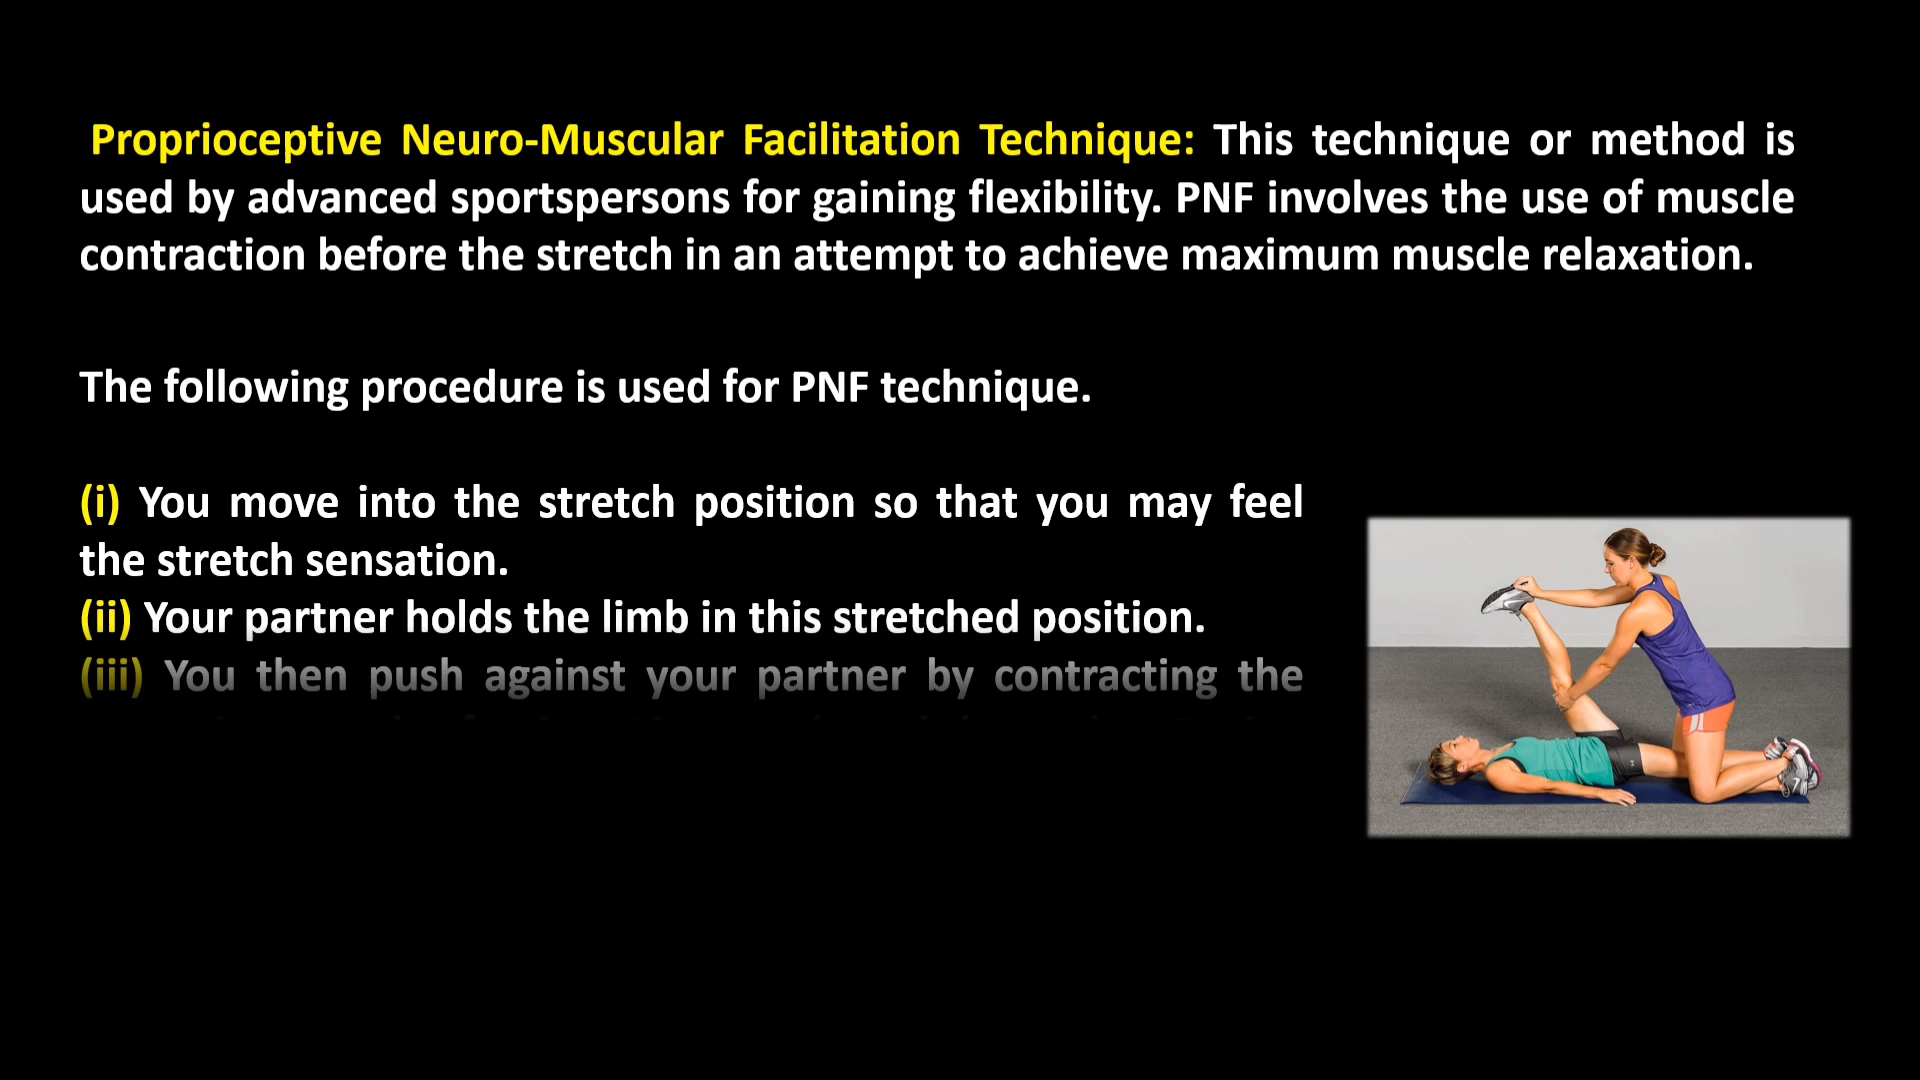 Proprioceptive Neuro-Muscular Facilitation Technique: This technique or method is
used by advanced sportspersons for gaining flexibility. PNF involves the use of muscle
contraction before the stretch in an attempt to achieve maximum muscle relaxation.
The following procedure is used for PNF technique.
(i) You move into the stretch position so that you may feel
the stretch sensation.
(ii) Your partner holds the limb in this stretched position.
(iii) You then push against your partner by contracting the